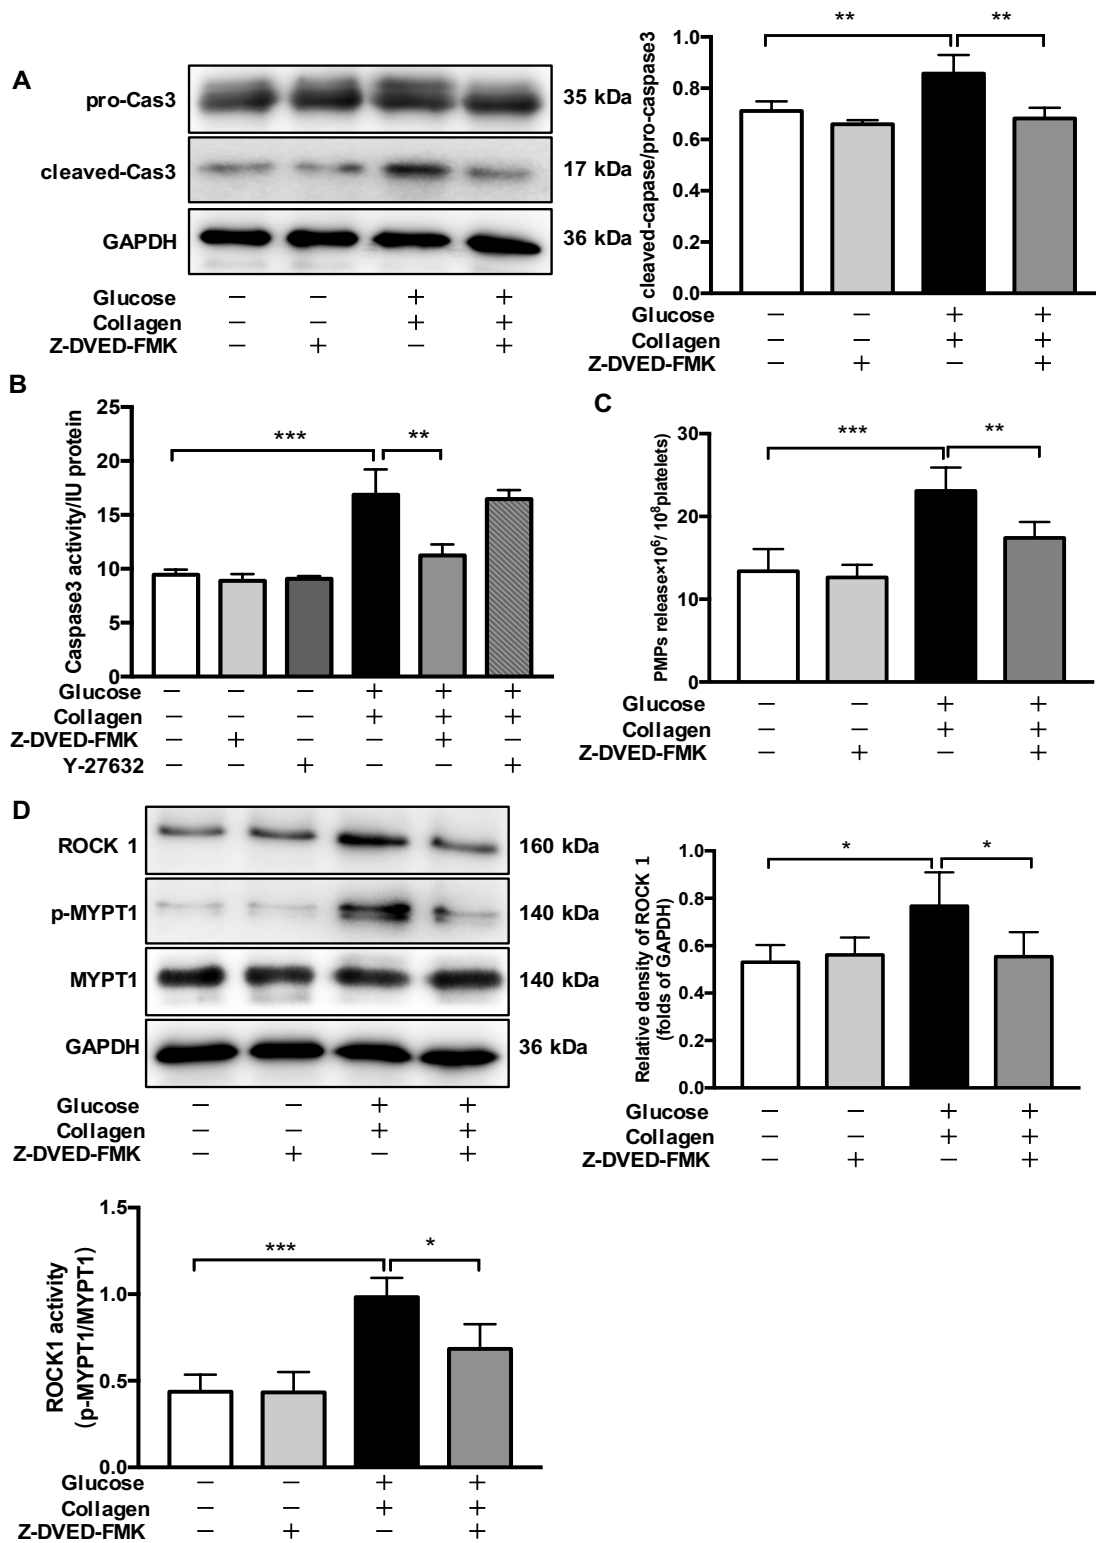 A
pro-Cas3
35 kDa
cleaved-Cas3
17 kDa
GAPDH
36 kDa
Glucose − − + +
Collagen − − + +
Z-DVED-FMK − + − +
cleaved-capase/pro-caspase3
1.0
0.8
0.6
0.4
0.2
0.0
** **
Glucose − − + +
Collagen − − + +
Z-DVED-FMK − + − +
B
Caspase3 activity/IU protein
25
20
15
10
5
0
*** **
Glucose − − − + + +
Collagen − − − + + +
Z-DVED-FMK − + − − + −
Y-27632 − − + − − +
C
PMPs release×10⁶/ 10⁸platelets)
30
20
10
0
*** **
Glucose − − + +
Collagen − − + +
Z-DVED-FMK − + − +
D
ROCK 1
160 kDa
p-MYPT1
140 kDa
MYPT1
140 kDa
GAPDH
36 kDa
Glucose − − + +
Collagen − − + +
Z-DVED-FMK − + − +
Relative density of ROCK 1
(folds of GAPDH)
1.0
0.8
0.6
0.4
0.2
0.0
* *
Glucose − − + +
Collagen − − + +
Z-DVED-FMK − + − +
ROCK1 activity
(p-MYPT1/MYPT1)
1.5
1.0
0.5
0.0
*** *
Glucose − − + +
Collagen − − + +
Z-DVED-FMK − + − +